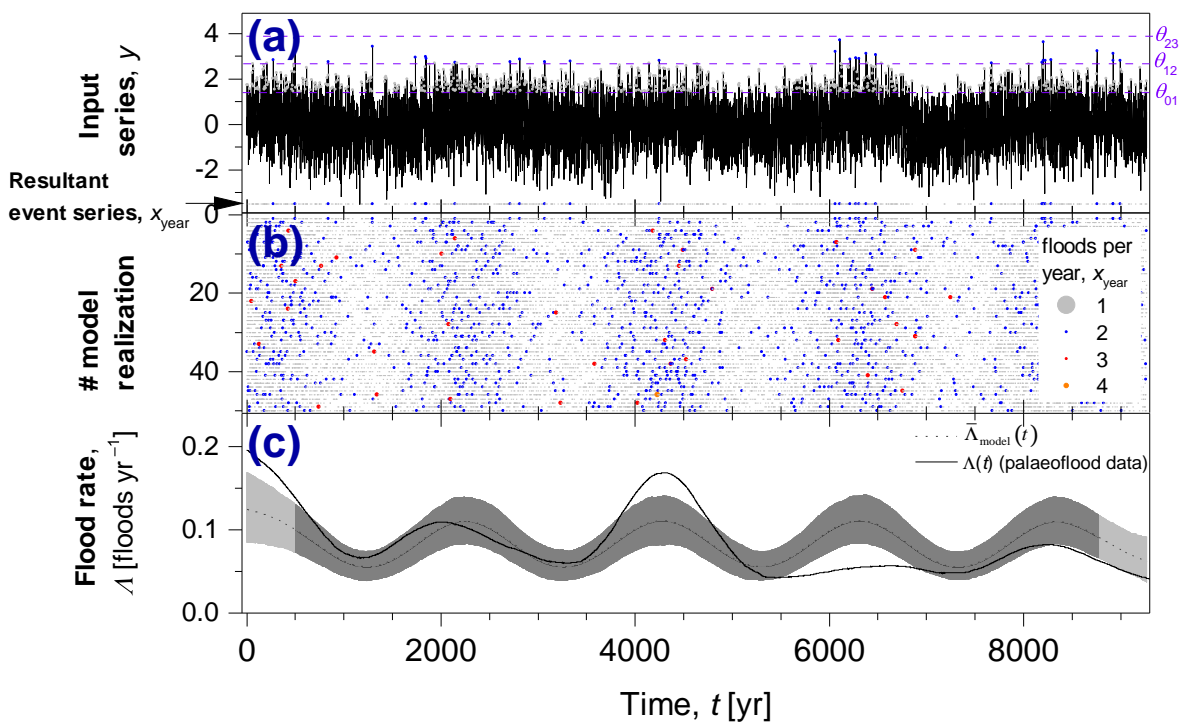 (a)
Input
series, y
4
2
0
-2
θ23
θ12
θ01
Resultant
event series, xyear
(b)
# model
realization
0
20
40
floods per
year, xyear
1
2
3
4
(c)
Flood rate,
Λ [floods yr⁻¹]
0.2
0.1
0.0
Λ̄model(t)
Λ(t) (palaeoflood data)
0 2000 4000 6000 8000
Time, t [yr]